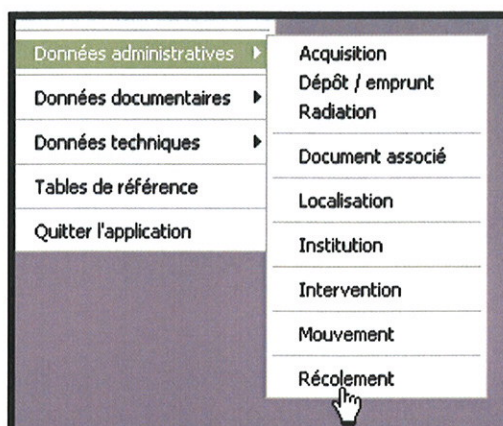 Données administratives
Données documentaires
Données techniques
Tables de référence
Quitter l'application
Acquisition
Dépôt / emprunt
Radiation
Document associé
Localisation
Institution
Intervention
Mouvement
Récolement